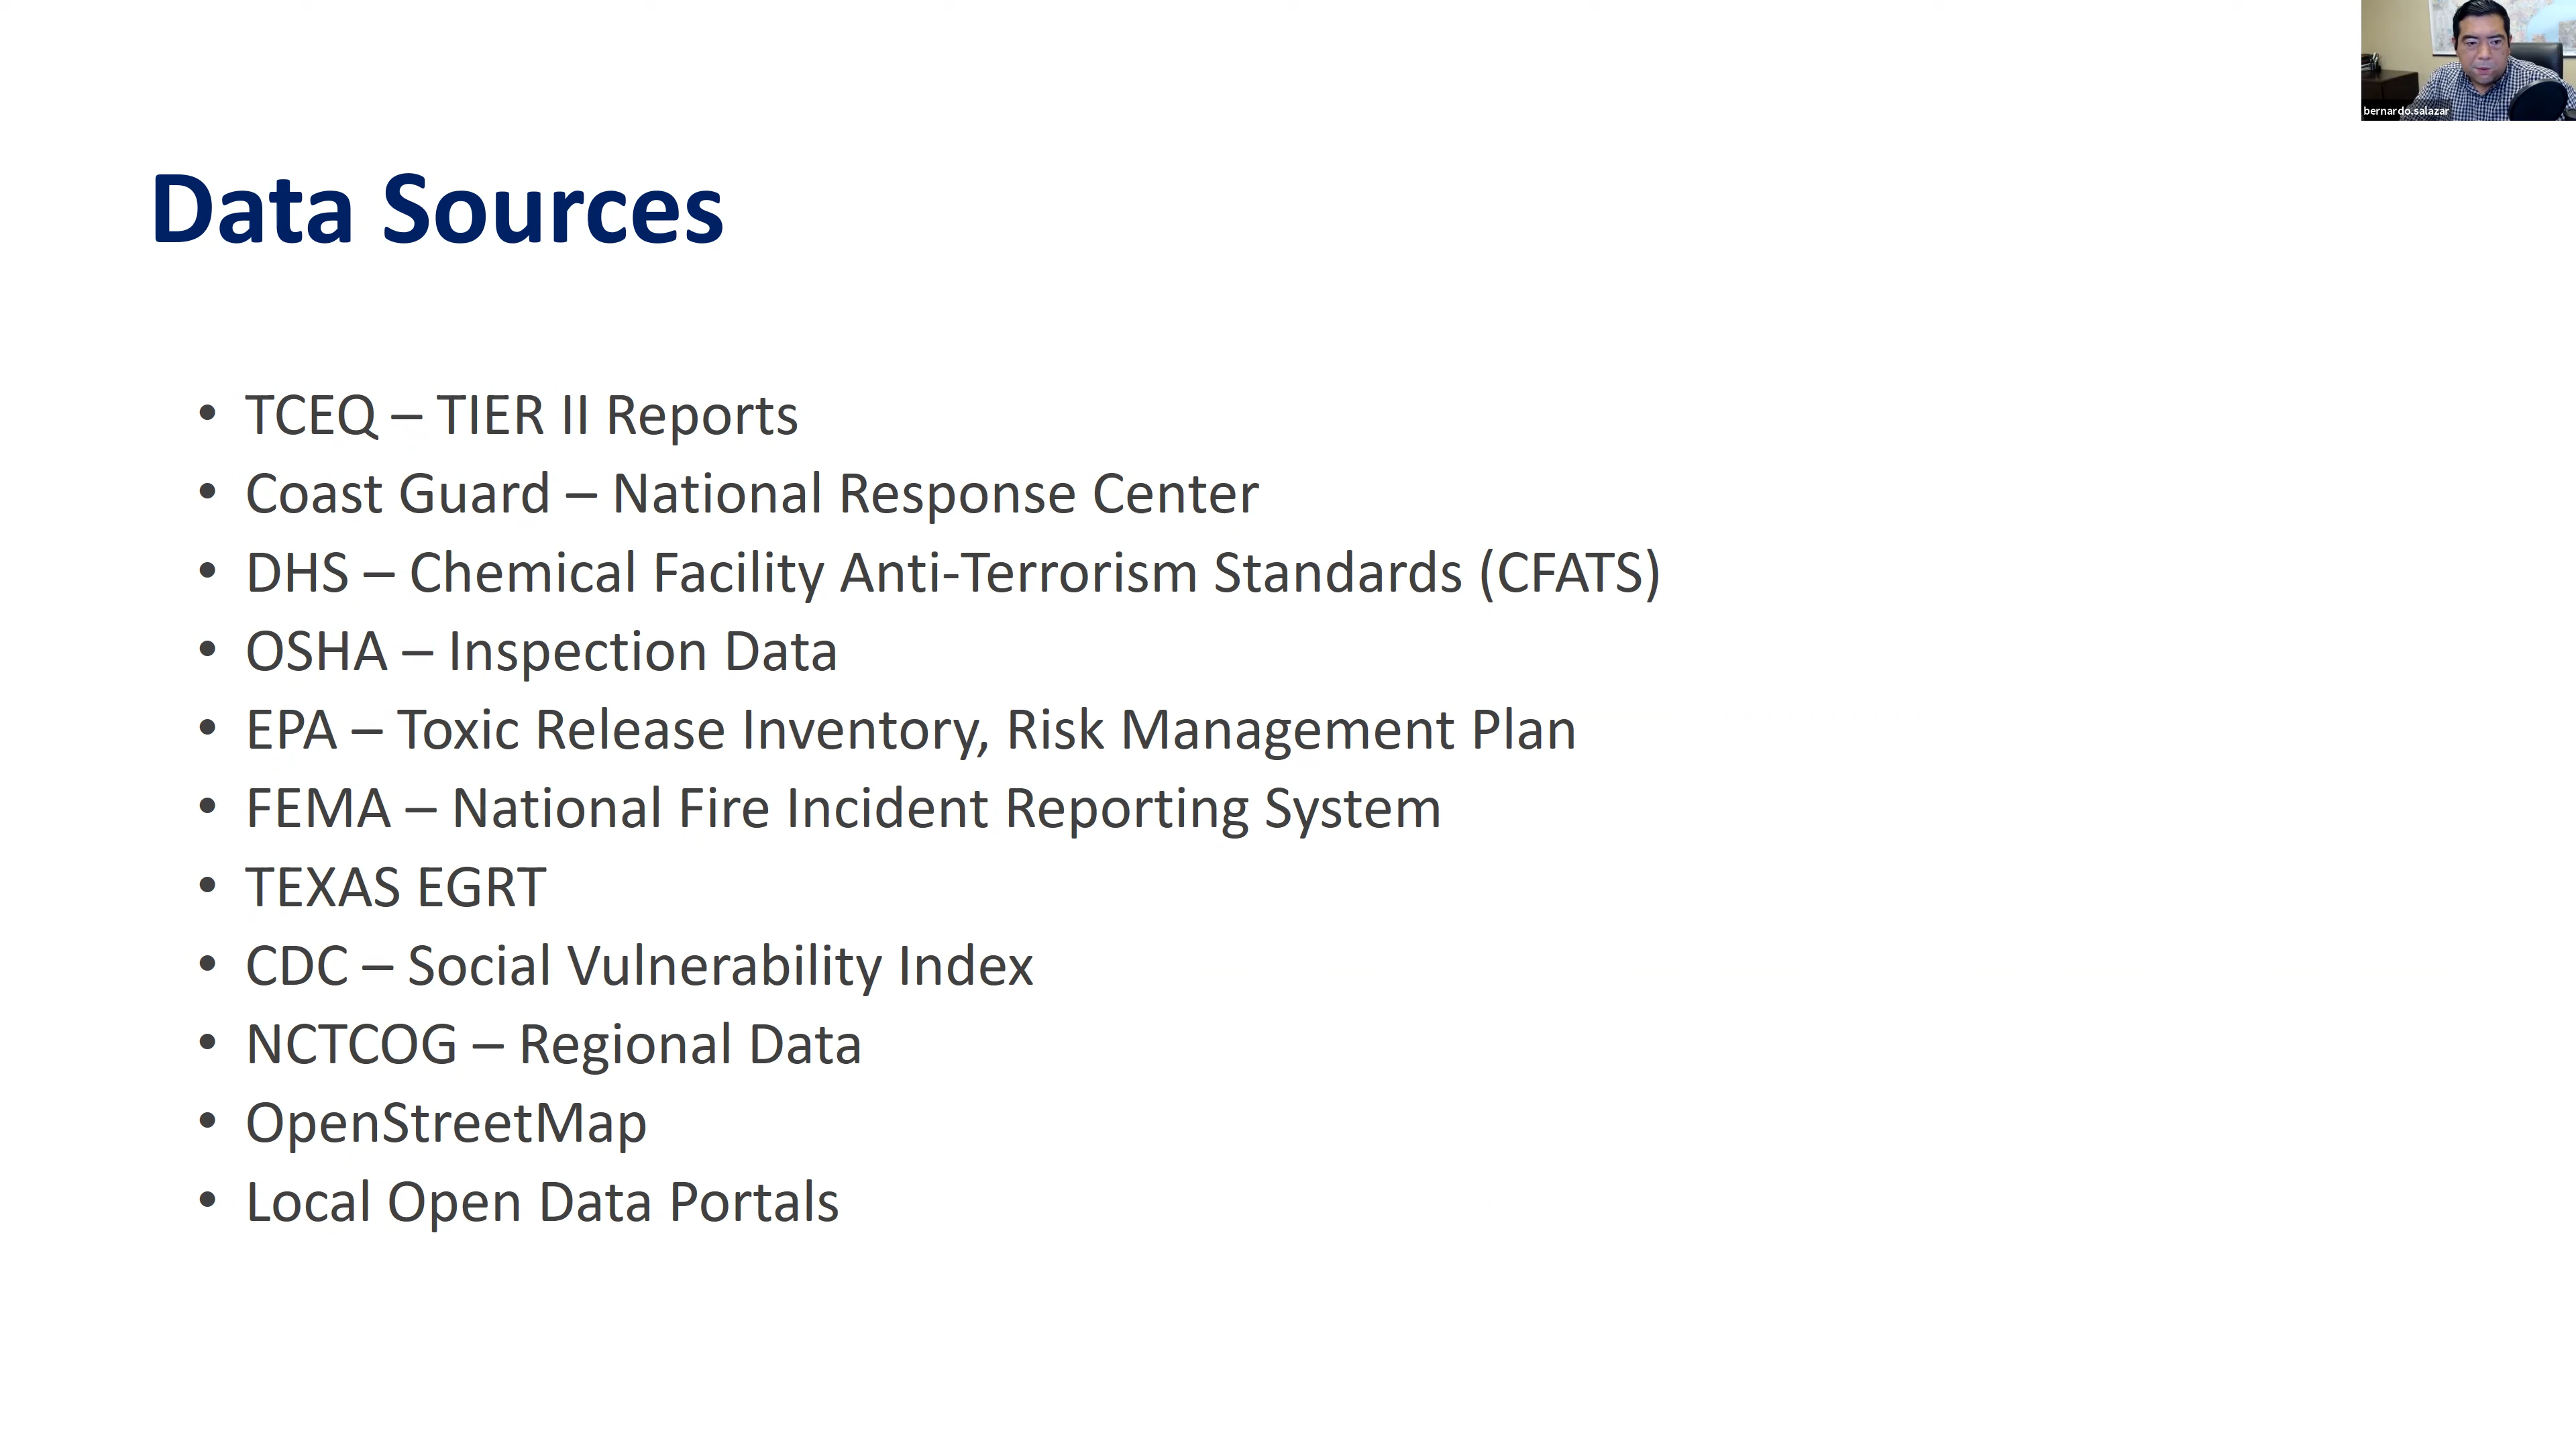 bernardo.salazar
Data Sources
• TCEQ – TIER II Reports
• Coast Guard – National Response Center
• DHS – Chemical Facility Anti-Terrorism Standards (CFATS)
• OSHA – Inspection Data
• EPA – Toxic Release Inventory, Risk Management Plan
• FEMA – National Fire Incident Reporting System
• TEXAS EGRT
• CDC – Social Vulnerability Index
• NCTCOG – Regional Data
• OpenStreetMap
• Local Open Data Portals